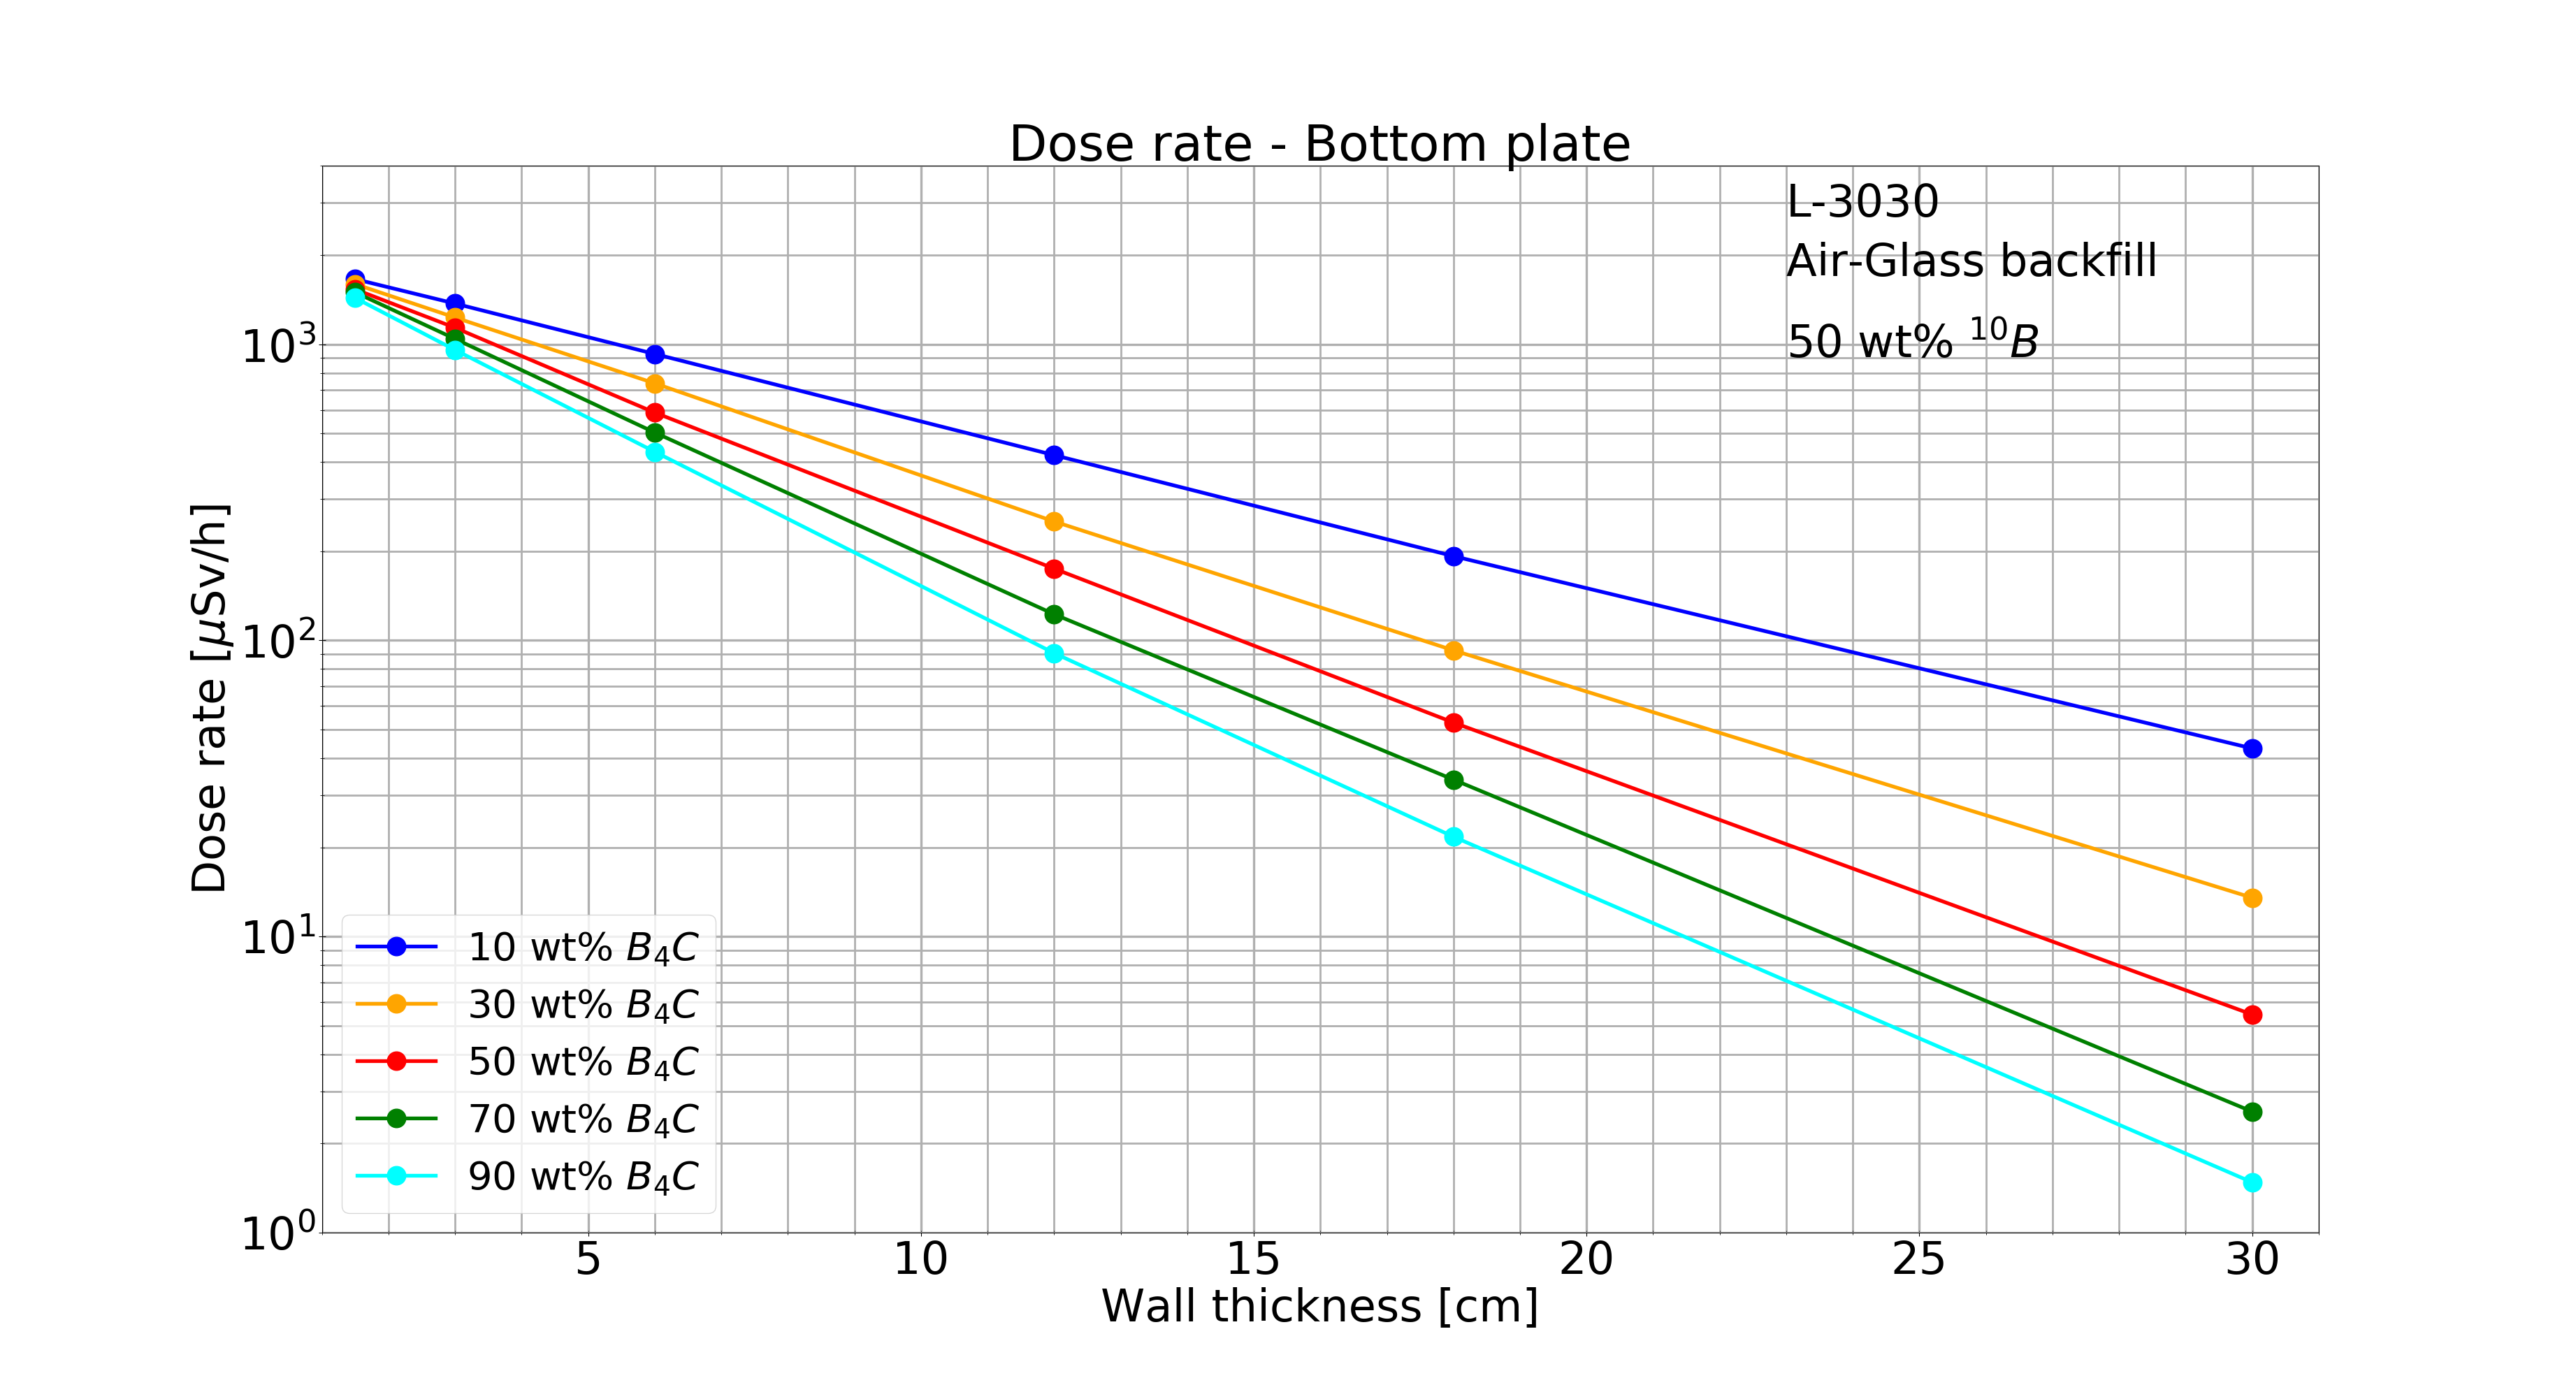 Dose rate - Bottom plate
L-3030
Air-Glass backfill
50 wt% ¹⁰B
Dose rate [μSv/h]
10³
10²
10¹
10⁰
10 wt% B₄C
30 wt% B₄C
50 wt% B₄C
70 wt% B₄C
90 wt% B₄C
5 10 15 20 25 30
Wall thickness [cm]